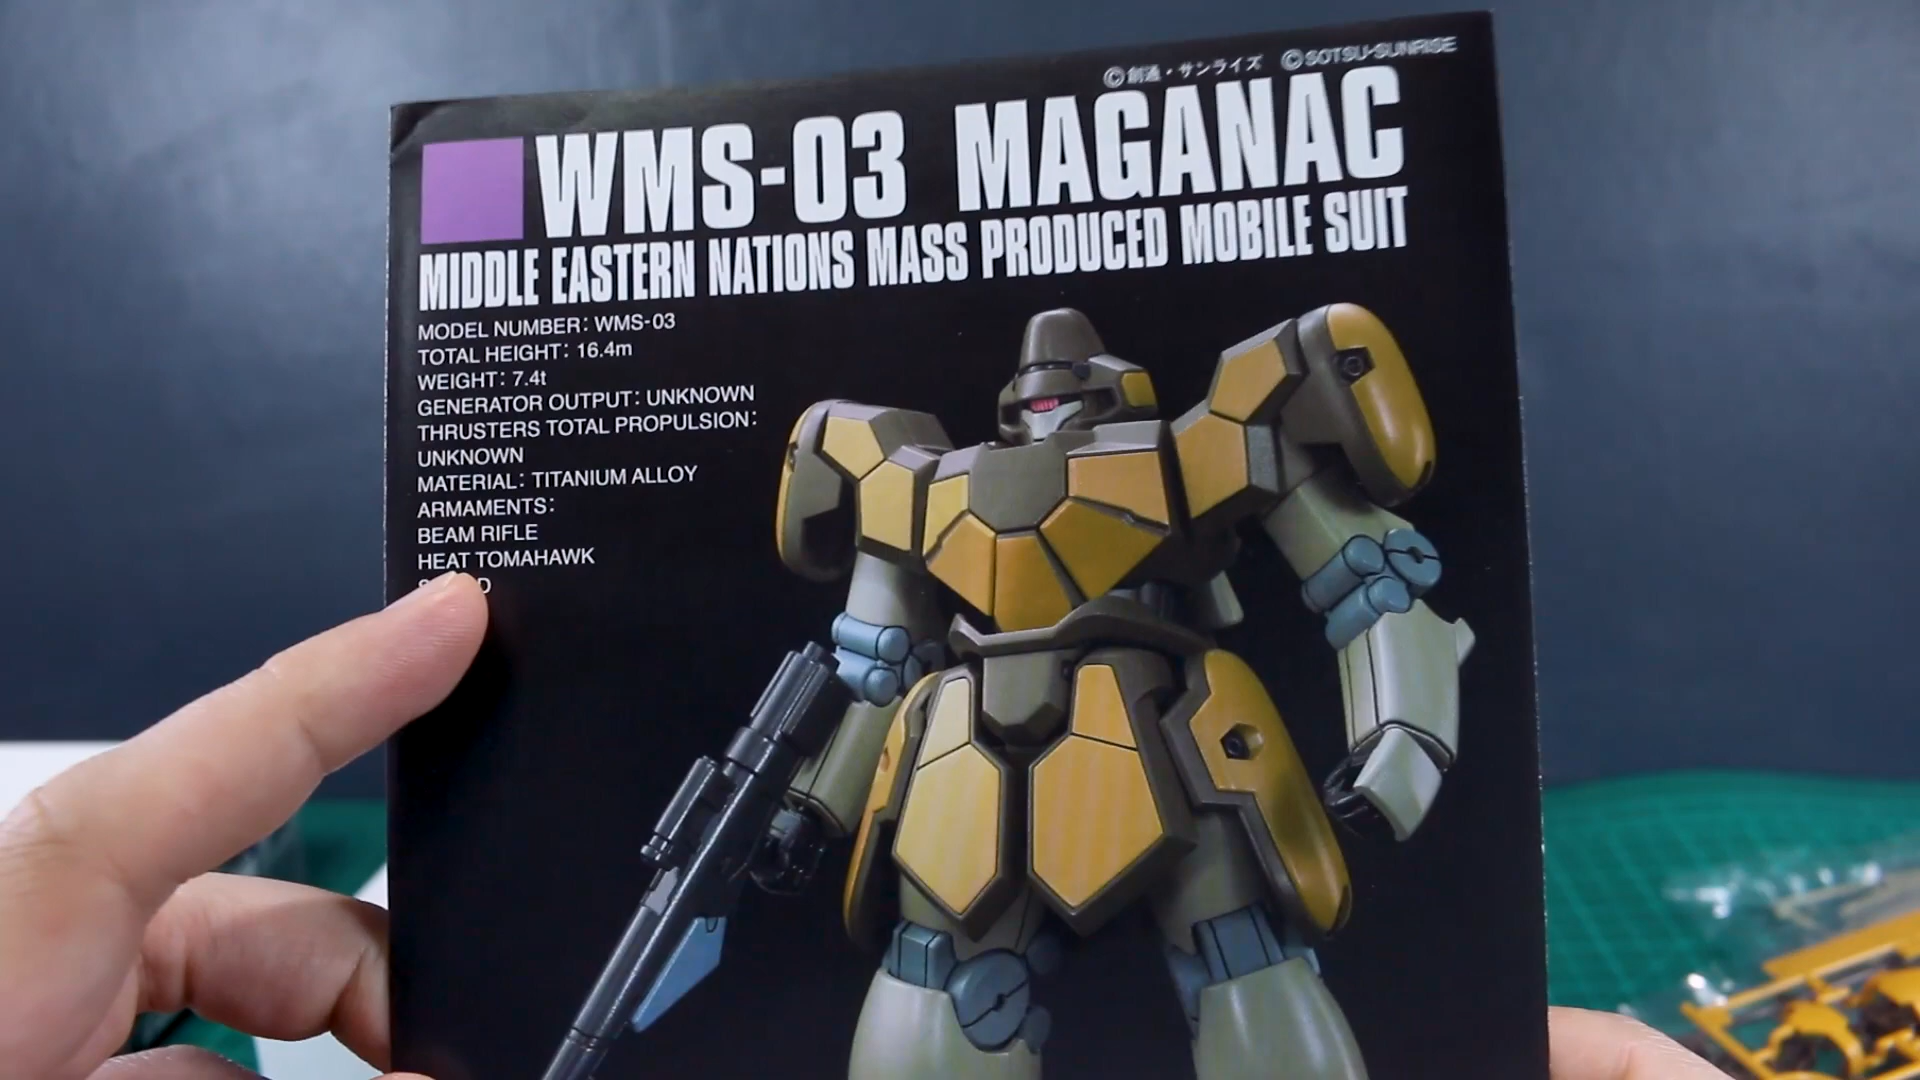 ©創通・サンライズ ©SOTSU・SUNRISE
WMS-03 MAGANAC
MIDDLE EASTERN NATIONS MASS PRODUCED MOBILE SUIT
MODEL NUMBER: WMS-03
TOTAL HEIGHT: 16.4m
WEIGHT: 7.4t
GENERATOR OUTPUT: UNKNOWN
THRUSTERS TOTAL PROPULSION:
UNKNOWN
MATERIAL: TITANIUM ALLOY
ARMAMENTS:
BEAM RIFLE
HEAT TOMAHAWK